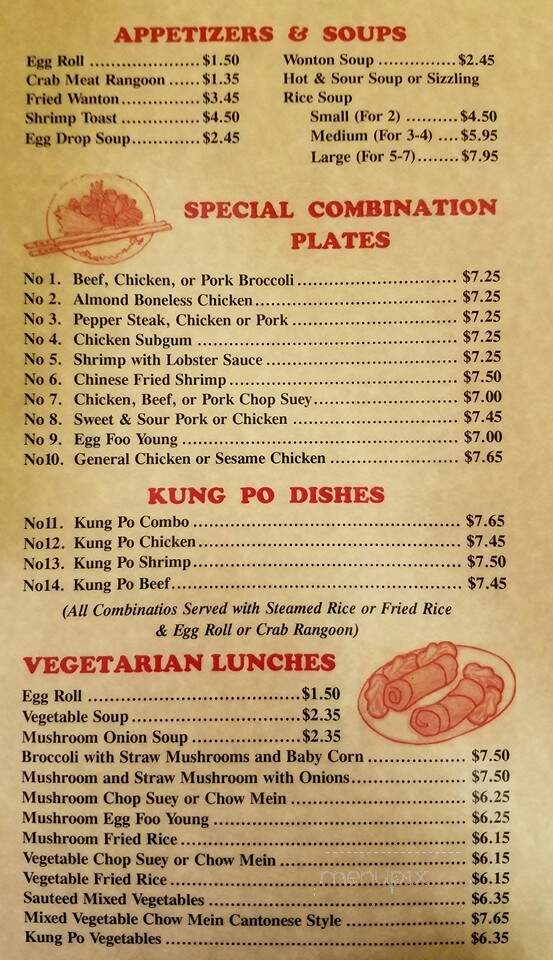 APPETIZERS & SOUPS
Egg Roll ..................... $1.50
Crab Meat Rangoon ...... $1.35
Fried Wanton............... $3.45
Shrimp Toast ............... $4.50
Egg Drop Soup............. $2.45
Wonton Soup ............... $2.45
Hot & Sour Soup or Sizzling
Rice Soup
Small (For 2) .......... $4.50
Medium (For 3-4) .... $5.95
Large (For 5-7)........ $7.95
SPECIAL COMBINATION
PLATES
No 1. Beef, Chicken, or Pork Broccoli ................................ $7.25
No 2. Almond Boneless Chicken........................................ $7.25
No 3. Pepper Steak, Chicken or Pork ................................. $7.25
No 4. Chicken Subgum .................................................... $7.25
No 5. Shrimp with Lobster Sauce ....................................... $7.25
No 6. Chinese Fried Shrimp .............................................. $7.50
No 7. Chicken, Beef, or Pork Chop Suey............................. $7.00
No 8. Sweet & Sour Pork or Chicken ................................. $7.45
No 9. Egg Foo Young ....................................................... $7.00
No10. General Chicken or Sesame Chicken .......................... $7.65
KUNG PO DISHES
No11. Kung Po Combo ..................................................... $7.65
No12. Kung Po Chicken..................................................... $7.45
No13. Kung Po Shrimp...................................................... $7.50
No14. Kung Po Beef.......................................................... $7.45
(All Combinatios Served with Steamed Rice or Fried Rice
& Egg Roll or Crab Rangoon)
VEGETARIAN LUNCHES
Egg Roll .......................................... $1.50
Vegetable Soup .................................. $2.35
Mushroom Onion Soup ...................... $2.35
Broccoli with Straw Mushrooms and Baby Corn ................... $7.50
Mushroom and Straw Mushroom with Onions...................... $7.50
Mushroom Chop Suey or Chow Mein .................................. $6.25
Mushroom Egg Foo Young ................................................ $6.25
Mushroom Fried Rice ......................................................... $6.15
Vegetable Chop Suey or Chow Mein .................................... $6.15
Vegetable Fried Rice .......................................................... $6.15
Sauteed Mixed Vegetables .................................................. $6.35
Mixed Vegetable Chow Mein Cantonese Style ....................... $7.65
Kung Po Vegetables ........................................................... $6.35
menupix